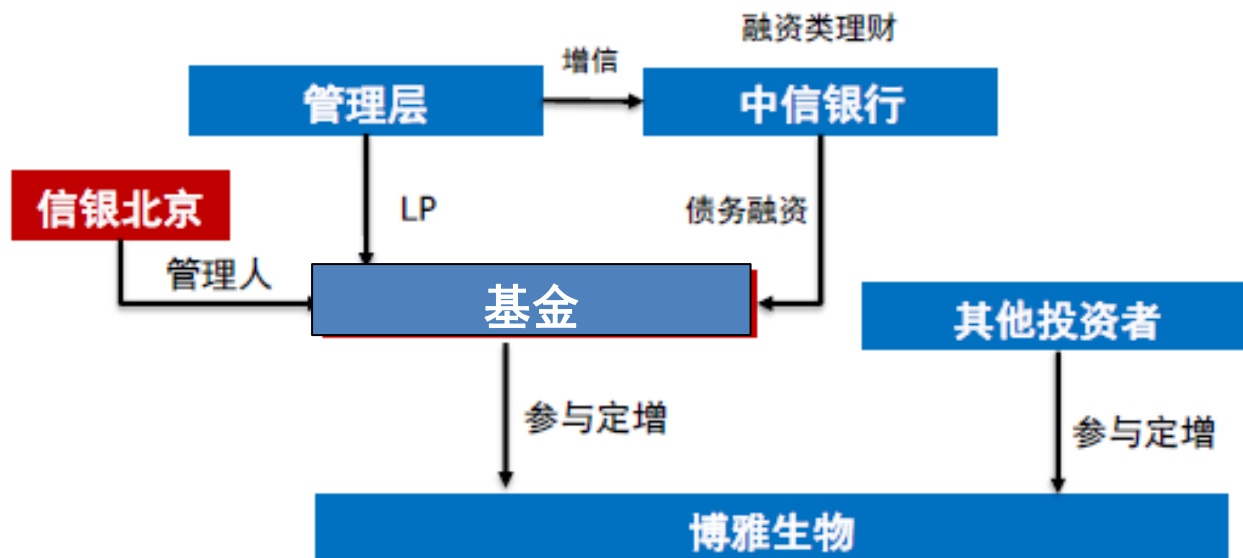 融资类理财
增信
管理层
中信银行
信银北京
LP
债务融资
管理人
基金
其他投资者
参与定增
参与定增
博雅生物